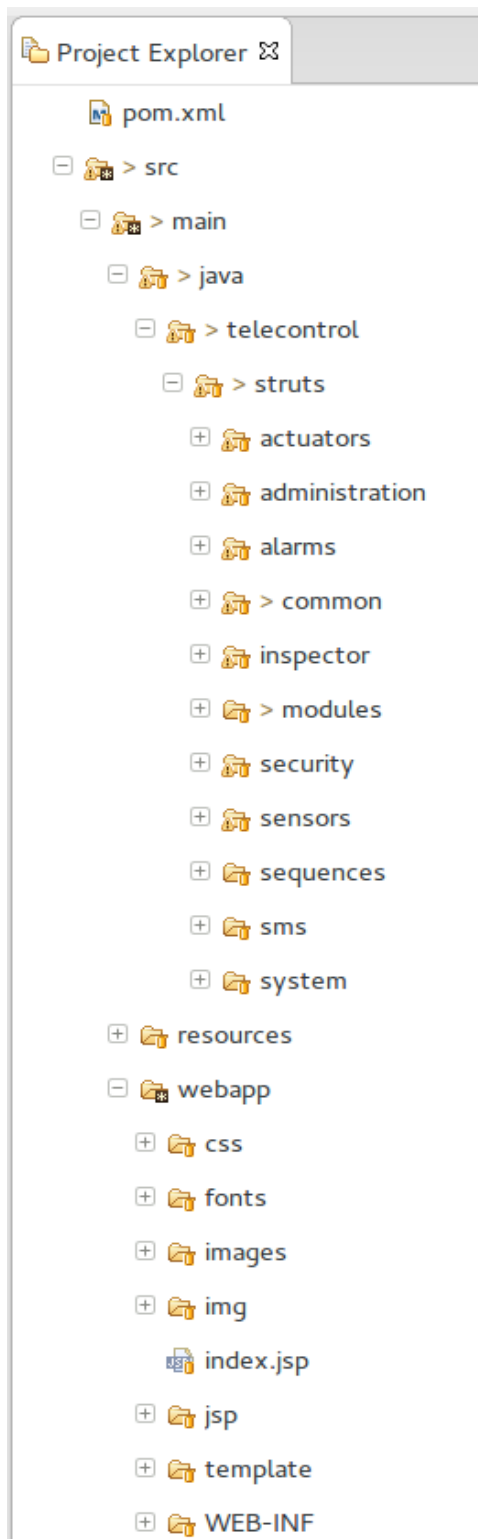 Project Explorer
pom.xml
> src
> main
> java
> telecontrol
> struts
actuators
administration
alarms
> common
inspector
> modules
security
sensors
sequences
sms
system
resources
webapp
css
fonts
images
img
index.jsp
jsp
template
WEB-INF